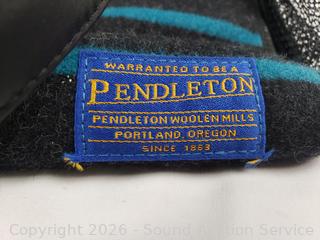 WARRANTED TO BE A
PENDLETON
PENDLETON WOOLEN MILLS
PORTLAND, OREGON
SINCE 1863
Copyright 2026 - Sound Auction Service